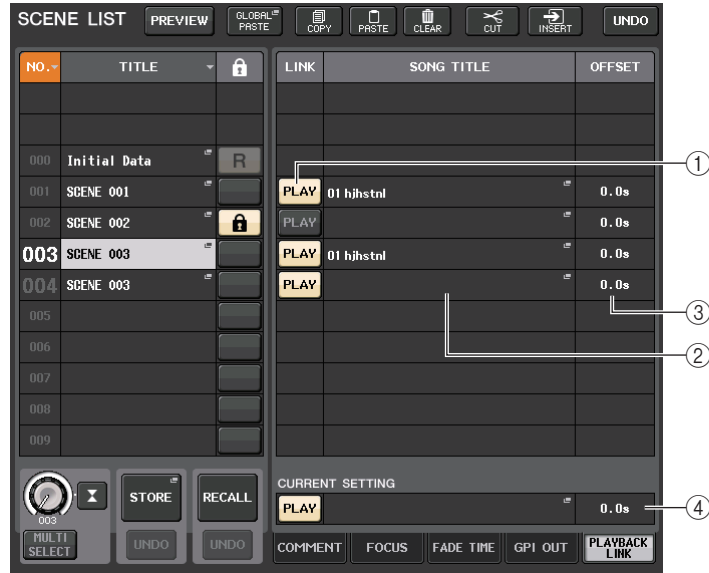 SCENE LIST PREVIEW GLOBAL PASTE COPY PASTE CLEAR CUT INSERT UNDO
NO. TITLE LINK SONG TITLE OFFSET
000 Initial Data R
001 SCENE 001 PLAY 01 hjhstnl 0.0s
002 SCENE 002 PLAY 0.0s
003 SCENE 003 PLAY 01 hjhstnl 0.0s
004 SCENE 003 PLAY 0.0s
005
006
007
008
009
1
3
2
CURRENT SETTING
003 STORE RECALL PLAY 0.0s 4
MULTI SELECT UNDO UNDO COMMENT FOCUS FADE TIME GPI OUT PLAYBACK LINK